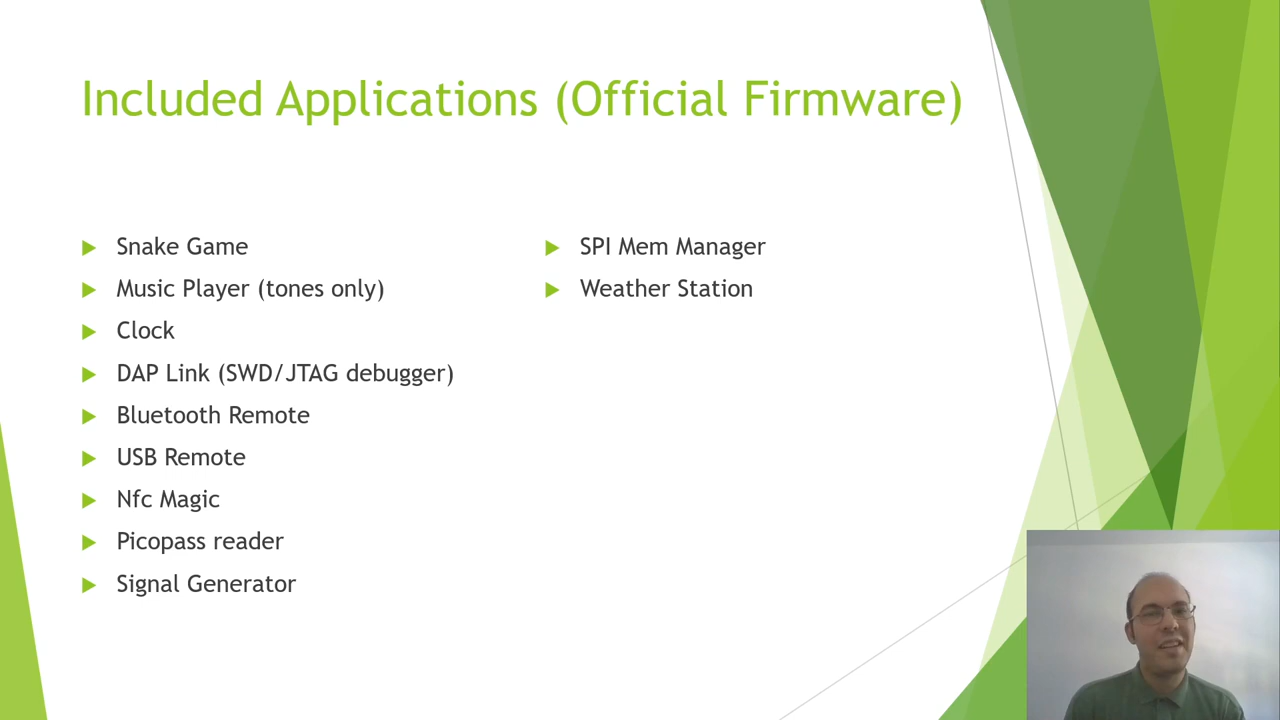 Included Applications (Official Firmware)
Snake Game
Music Player (tones only)
Clock
DAP Link (SWD/JTAG debugger)
Bluetooth Remote
USB Remote
Nfc Magic
Picopass reader
Signal Generator
SPI Mem Manager
Weather Station